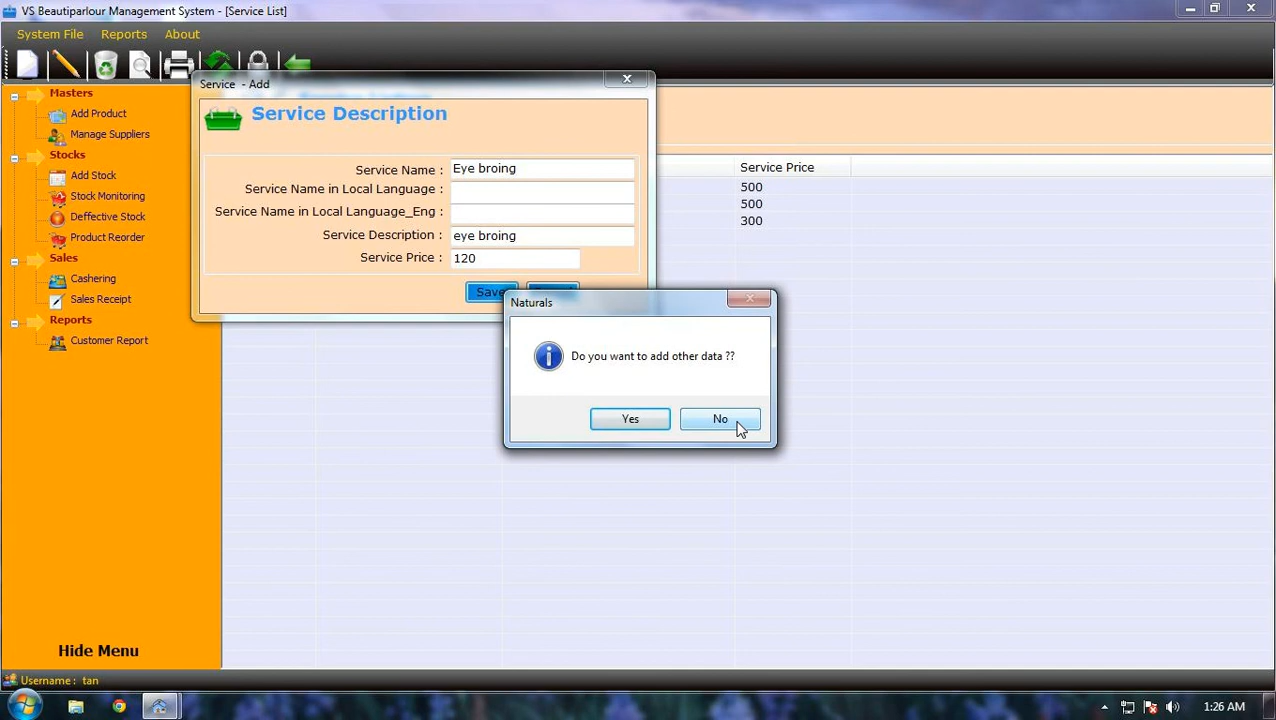 VS Beautiparlour Management System - [Service List]
System File Reports About
Masters
Add Product
Manage Suppliers
Stocks
Add Stock
Stock Monitoring
Deffective Stock
Product Reorder
Sales
Cashering
Sales Receipt
Reports
Customer Report
Hide Menu
Service - Add
Service Description
Service Name : Eye broing
Service Name in Local Language :
Service Name in Local Language_Eng :
Service Description : eye broing
Service Price : 120
Save
Service Price
500
500
300
Naturals
Do you want to add other data ??
Yes No
Username : tan
1:26 AM